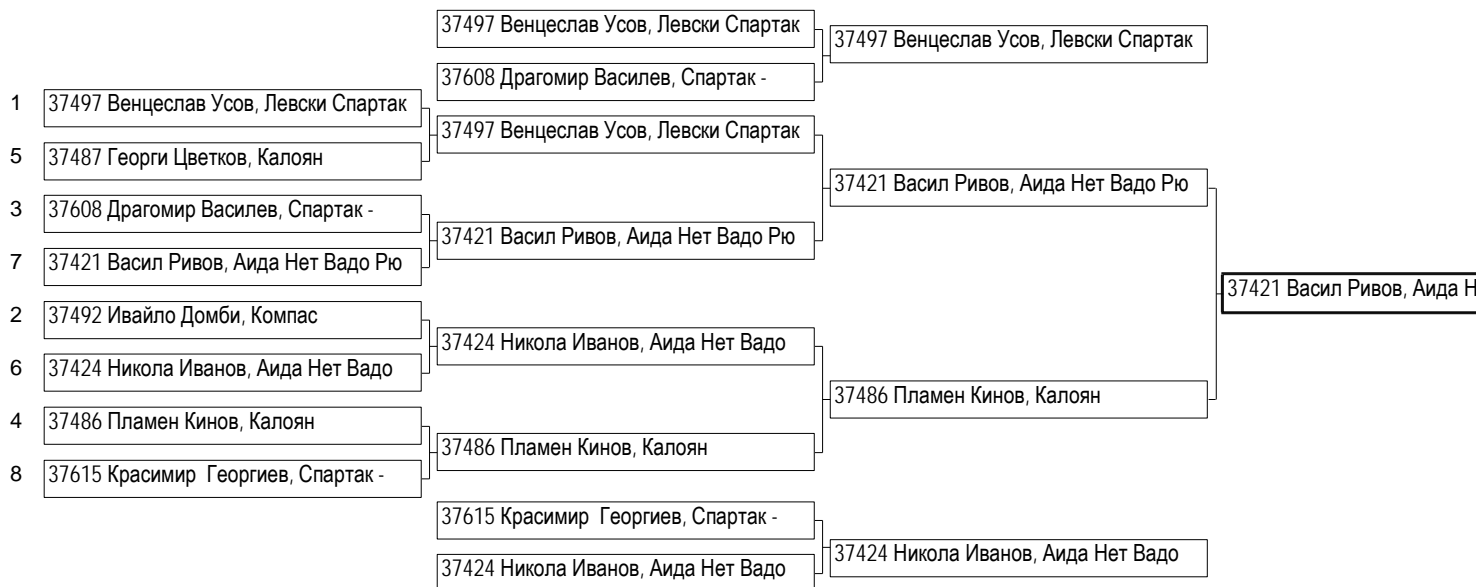 37497 Венцеслав Усов, Левски Спартак
37497 Венцеслав Усов, Левски Спартак
37608 Драгомир Василев, Спартак -
1 37497 Венцеслав Усов, Левски Спартак
37497 Венцеслав Усов, Левски Спартак
5 37487 Георги Цветков, Калоян
37421 Васил Ривов, Аида Нет Вадо Рю
3 37608 Драгомир Василев, Спартак -
37421 Васил Ривов, Аида Нет Вадо Рю
7 37421 Васил Ривов, Аида Нет Вадо Рю
37421 Васил Ривов, Аида Н
2 37492 Ивайло Домби, Компас
37424 Никола Иванов, Аида Нет Вадо
6 37424 Никола Иванов, Аида Нет Вадо
37486 Пламен Кинов, Калоян
4 37486 Пламен Кинов, Калоян
37486 Пламен Кинов, Калоян
8 37615 Красимир  Георгиев, Спартак -
37615 Красимир  Георгиев, Спартак -
37424 Никола Иванов, Аида Нет Вадо
37424 Никола Иванов, Аида Нет Вадо